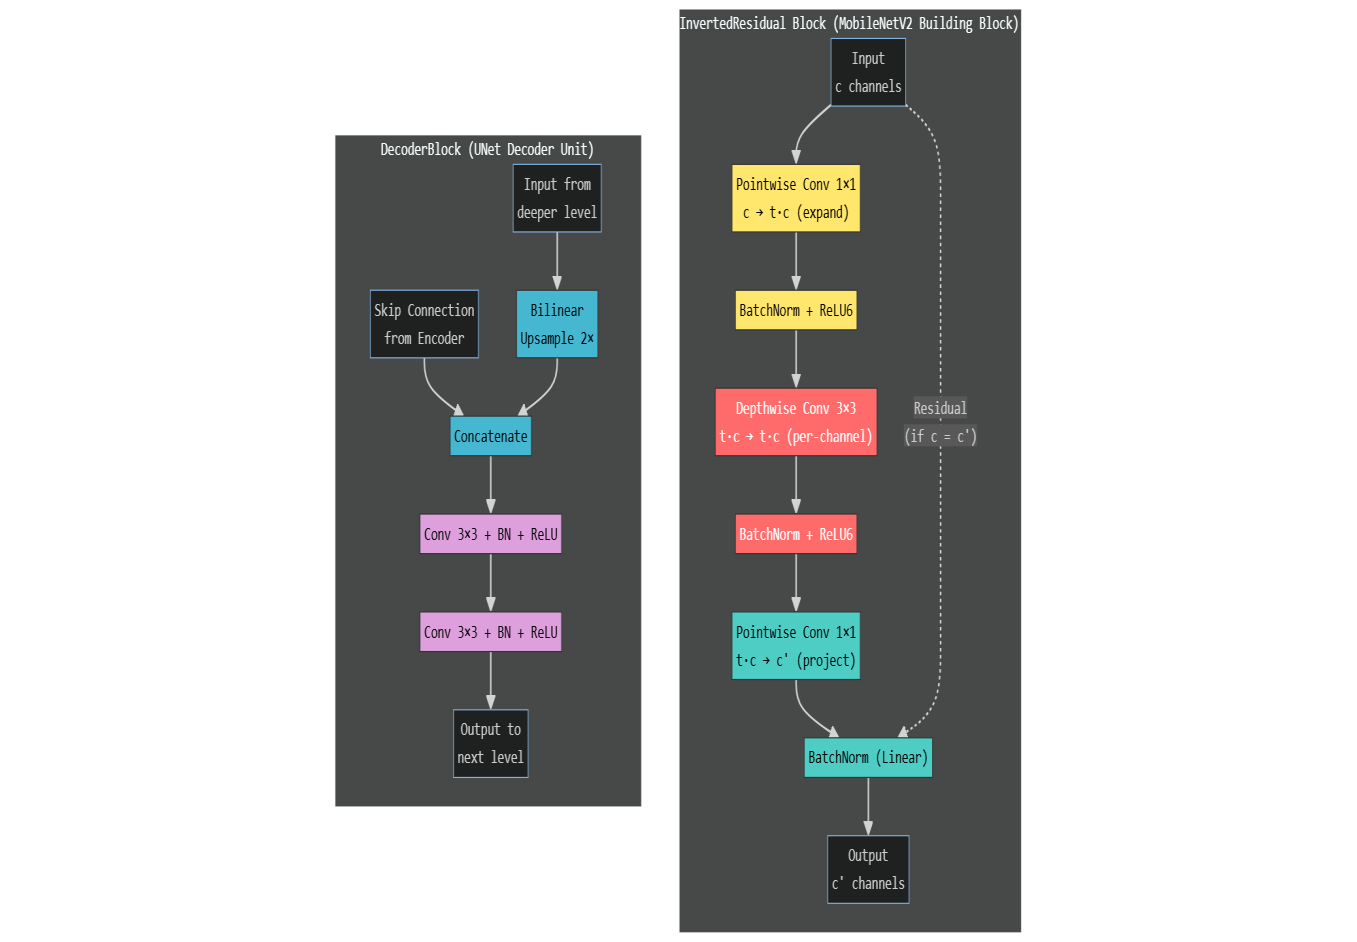 DecoderBlock (UNet Decoder Unit)
Input from
deeper level
Skip Connection
from Encoder
Bilinear
Upsample 2×
Concatenate
Conv 3×3 + BN + ReLU
Conv 3×3 + BN + ReLU
Output to
next level
InvertedResidual Block (MobileNetV2 Building Block)
Input
c channels
Pointwise Conv 1×1
c → t·c (expand)
BatchNorm + ReLU6
Depthwise Conv 3×3
t·c → t·c (per-channel)
Residual
(if c = c')
BatchNorm + ReLU6
Pointwise Conv 1×1
t·c → c' (project)
BatchNorm (Linear)
Output
c' channels